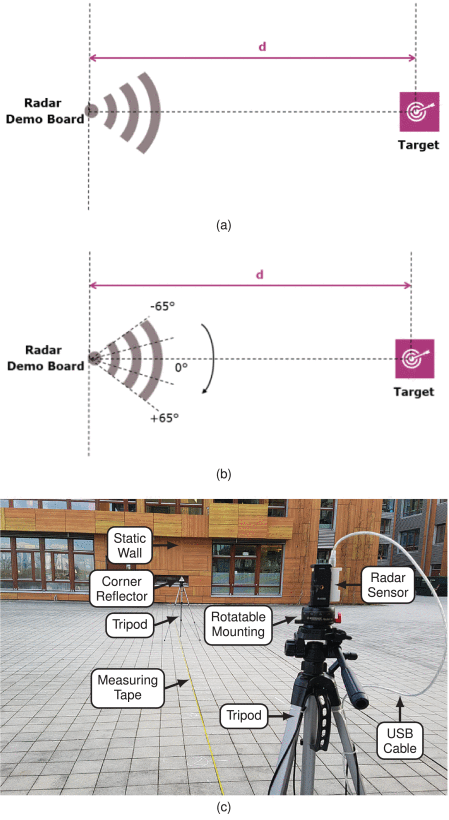 d
Radar
Demo Board
Target
(a)
d
-65°
Radar
Demo Board
0°
Target
+65°
(b)
Static
Wall
Corner
Reflector
Radar
Sensor
Tripod
Rotatable
Mounting
Measuring
Tape
Tripod
USB
Cable
(c)